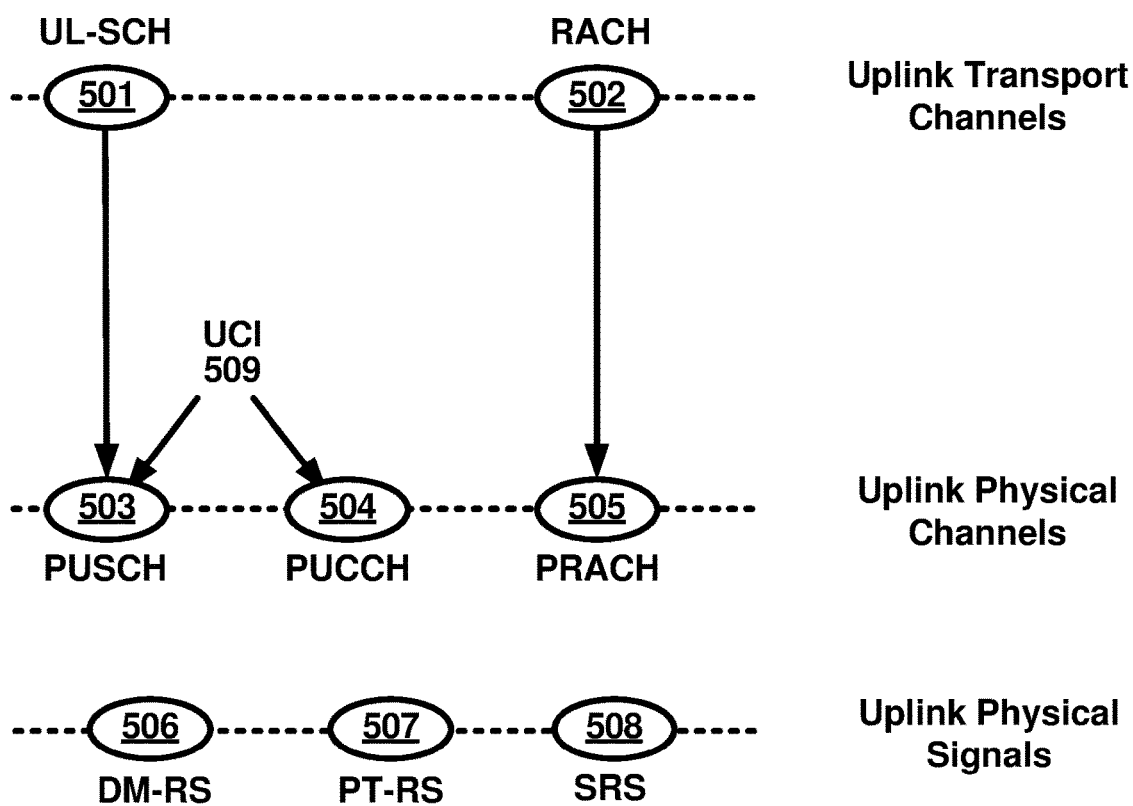 UL-SCH
RACH
501
502
Uplink Transport
Channels
UCI
509
503
504
505
Uplink Physical
Channels
PUSCH
PUCCH
PRACH
506
507
508
Uplink Physical
Signals
DM-RS
PT-RS
SRS